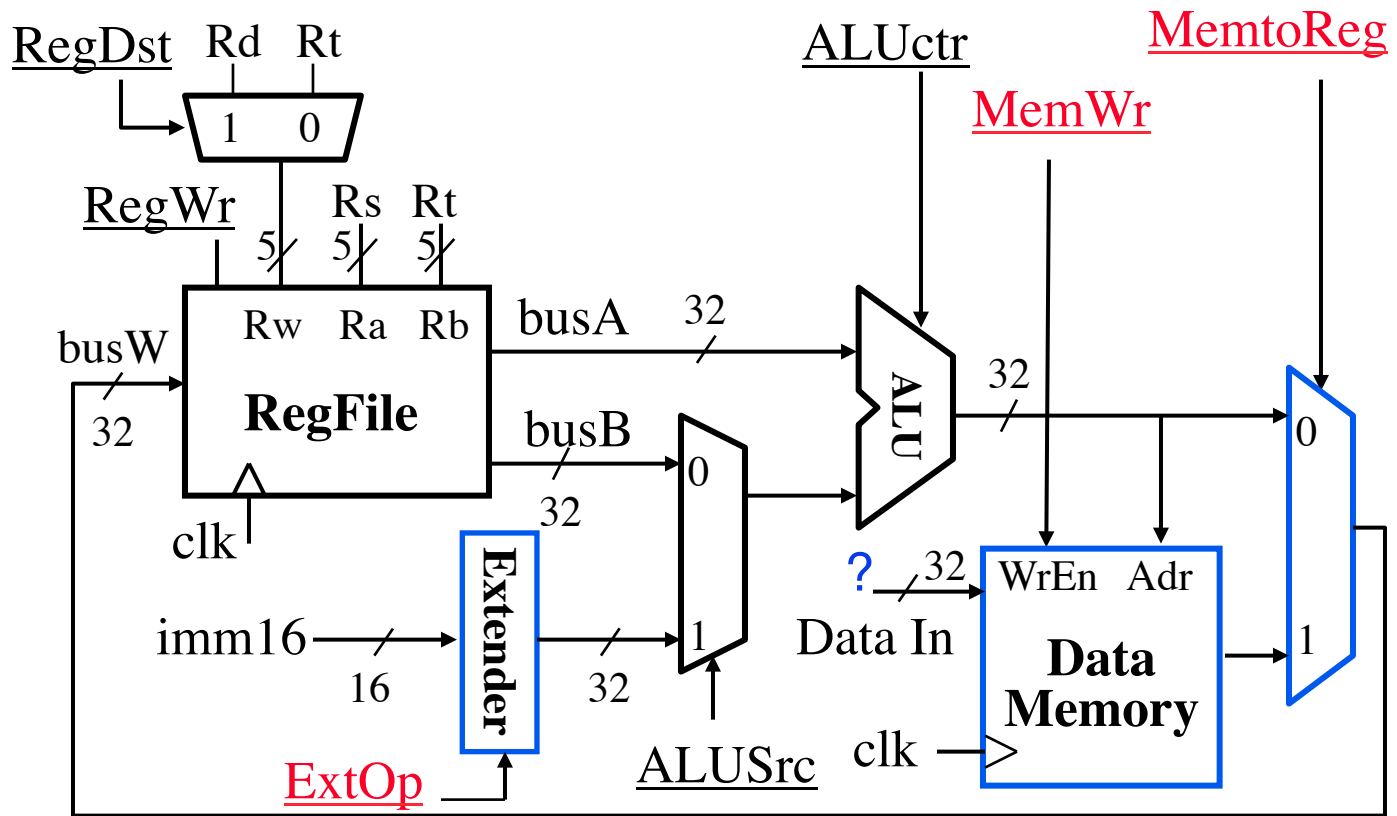 RegDst
Rd Rt
ALUctr
MemtoReg
MemWr
1 0
RegWr
Rs Rt
5 5 5
busW
32
Rw Ra Rb
RegFile
clk
busA
32
busB
32
0
1
ALU
32
0
1
imm16
16
Extender
32
ExtOp
ALUSrc
?
32
Data In
WrEn Adr
Data
Memory
clk